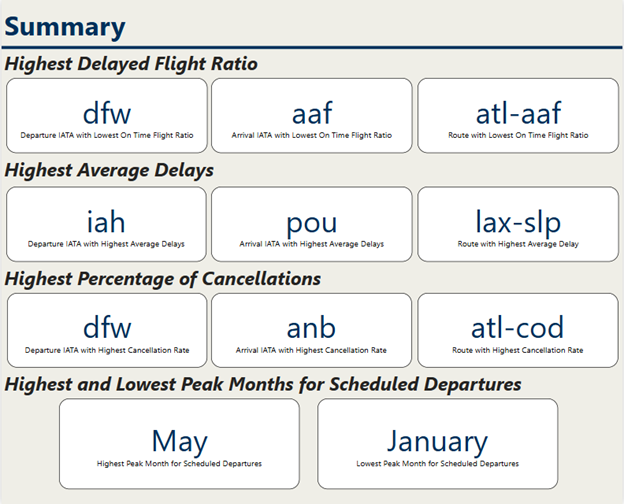 Summary
Highest Delayed Flight Ratio
dfw aaf atl-aaf
Departure IATA with Lowest On Time Flight Ratio Arrival IATA with Lowest On Time Flight Ratio Route with Lowest On Time Flight Ratio
Highest Average Delays
iah pou lax-slp
Departure IATA with Highest Average Delays Arrival IATA with Highest Average Delays Route with Highest Average Delay
Highest Percentage of Cancellations
dfw anb atl-cod
Departure IATA with Highest Cancellation Rate Arrival IATA with Highest Cancellation Rate Route with Highest Cancellation Rate
Highest and Lowest Peak Months for Scheduled Departures
May January
Highest Peak Month for Scheduled Departures Lowest Peak Month for Scheduled Departures